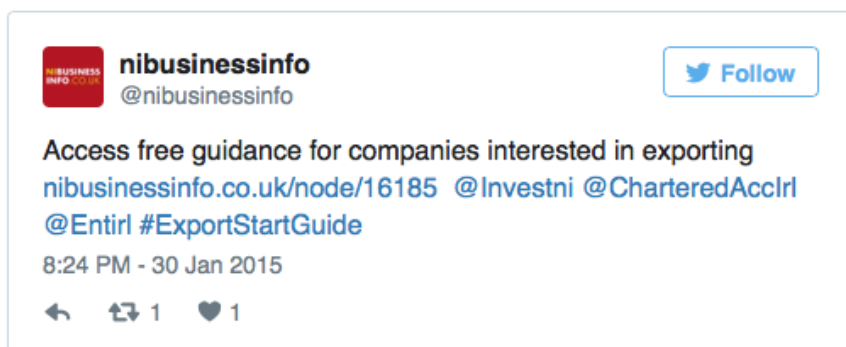 NIBUSINESS
INFO.CO.UK
nibusinessinfo
@nibusinessinfo
Follow
Access free guidance for companies interested in exporting
nibusinessinfo.co.uk/node/16185 @Investni @CharteredAccIrl
@Entirl #ExportStartGuide
8:24 PM - 30 Jan 2015
1 1